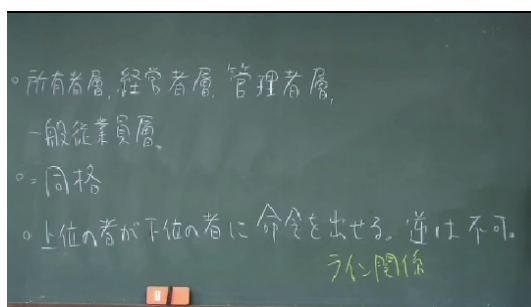 ○所有者層、経営者層、管理者層、
一般従業員層。
○=同格
○上位の者が下位の者に命令を出せる。逆は不可。
ライン関係